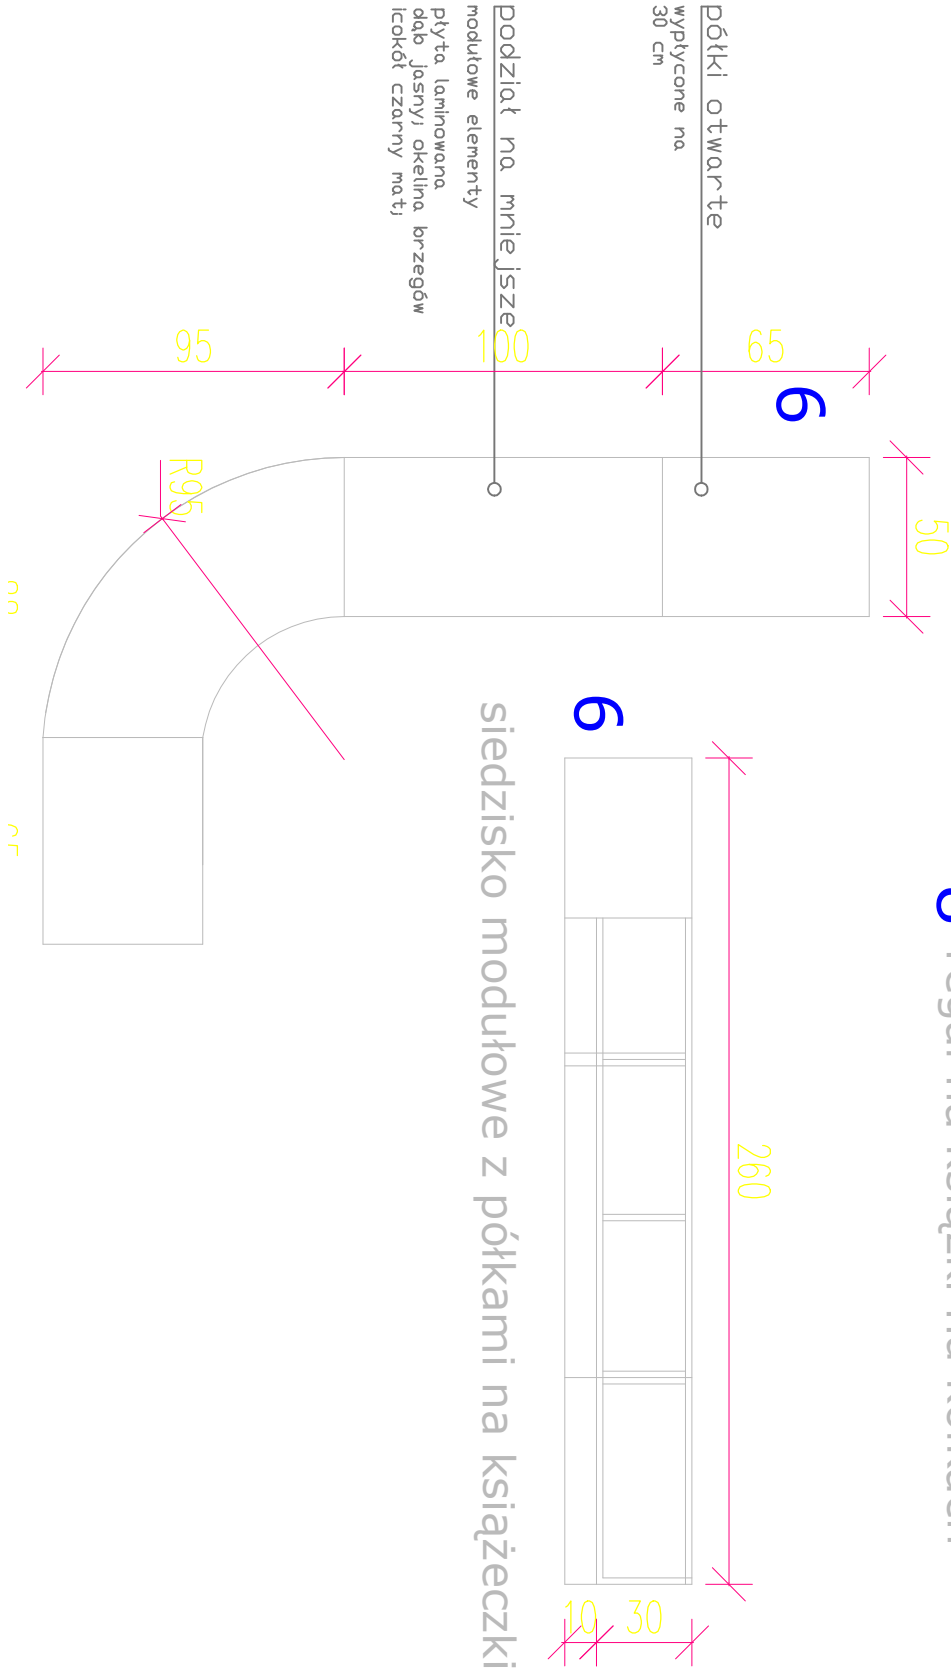 półki otwarte
wypłycone na
30 cm
podział na mniejsze
modułowe elementy
płyta laminowana
dąb jasny; okelina brzegów
icokół czarny mat;
95
100
65
6
50
R95
6
siedzisko modułowe z półkami na książeczki
260
10
30